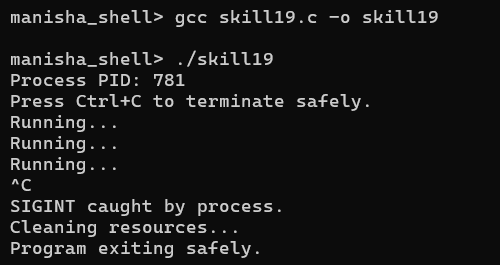 manisha_shell> gcc skill19.c -o skill19
manisha_shell> ./skill19
Process PID: 781
Press Ctrl+C to terminate safely.
Running...
Running...
Running...
^C
SIGINT caught by process.
Cleaning resources...
Program exiting safely.